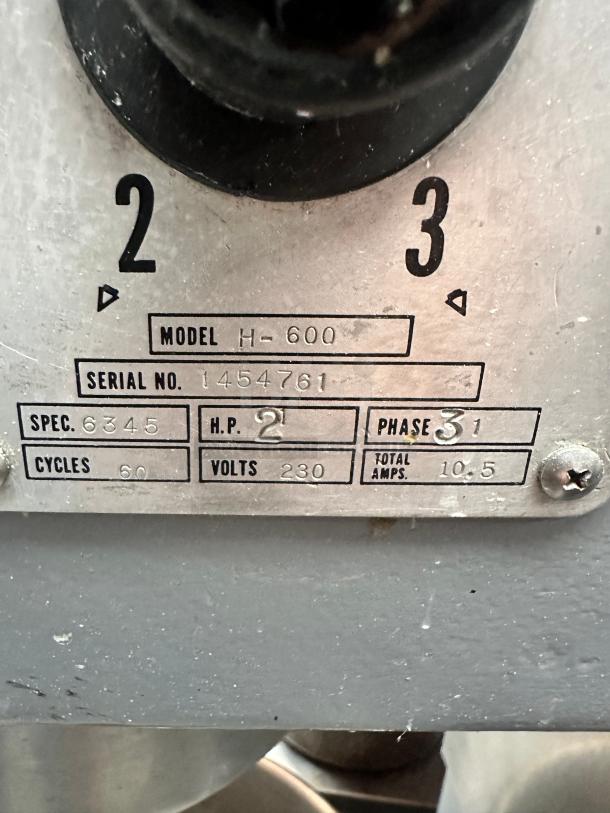 2 3
MODEL H-600
SERIAL NO. 1454761
SPEC. 6345 H.P. 2 PHASE 3 1
CYCLES 60 VOLTS 230 TOTAL AMPS. 10.5